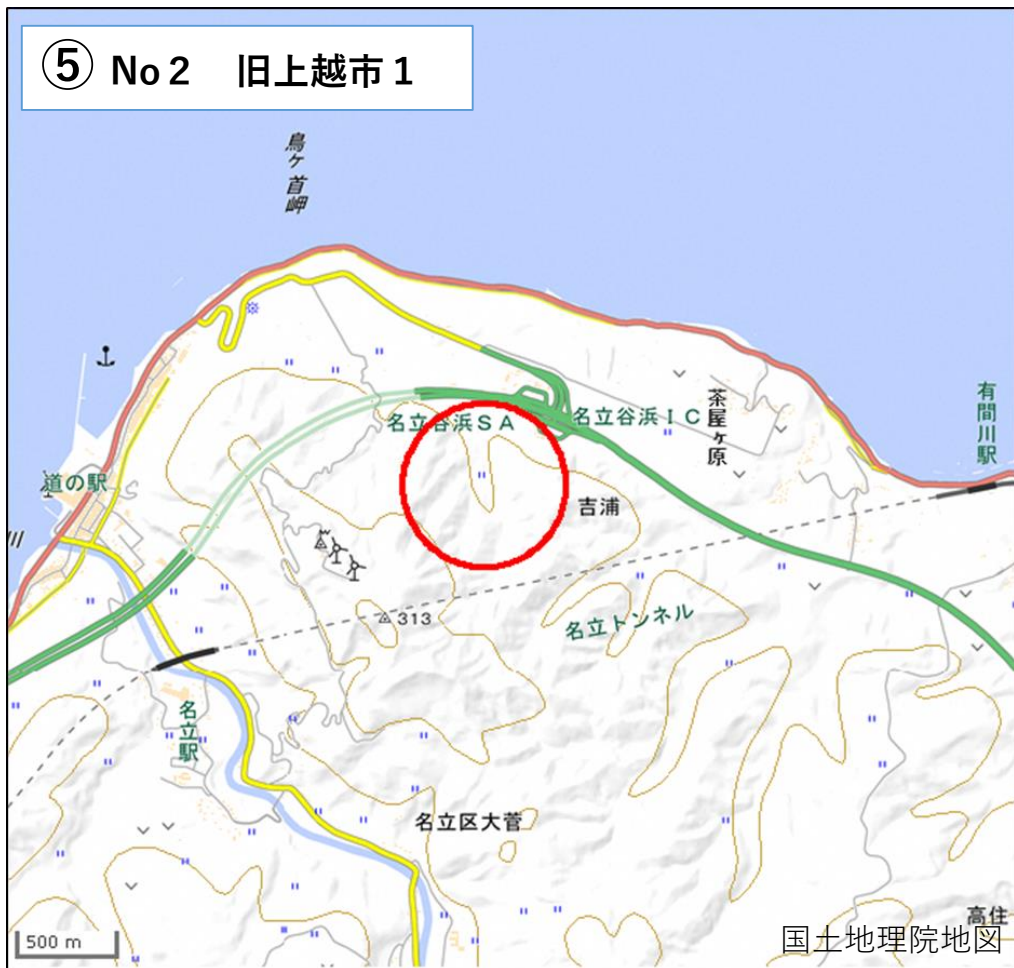 ⑤ No２ 旧上越市１
鳥ヶ首岬
名立谷浜ＳＡ
名立谷浜ＩＣ
茶屋ヶ原
有間川駅
道の駅
吉浦
313
名立トンネル
名立駅
名立区大菅
高住
500 m
国土地理院地図